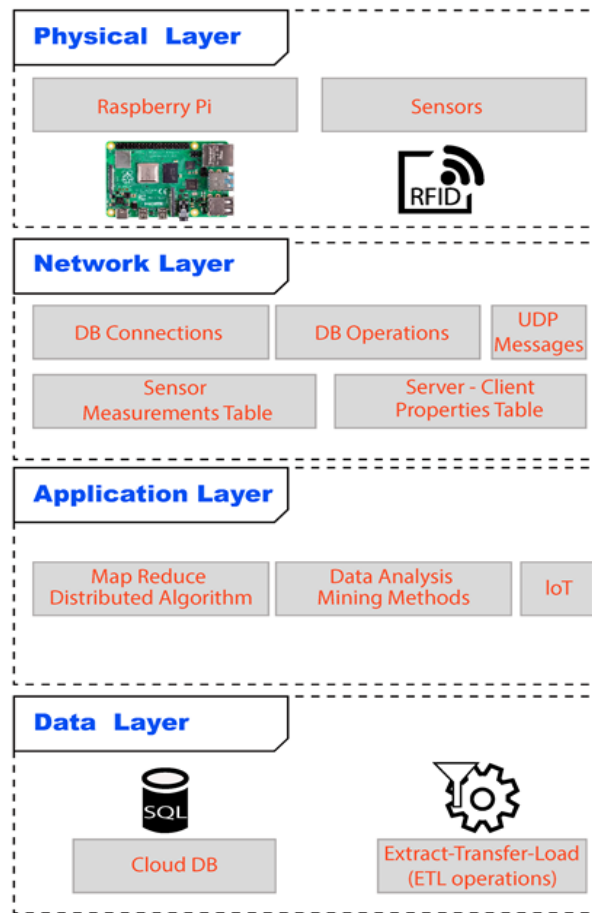 Physical Layer
Raspberry Pi
Sensors
RFID
Network Layer
DB Connections
DB Operations
UDP
Messages
Sensor
Measurements Table
Server - Client
Properties Table
Application Layer
Map Reduce
Distributed Algorithm
Data Analysis
Mining Methods
IoT
Data Layer
SQL
Cloud DB
Extract-Transfer-Load
(ETL operations)